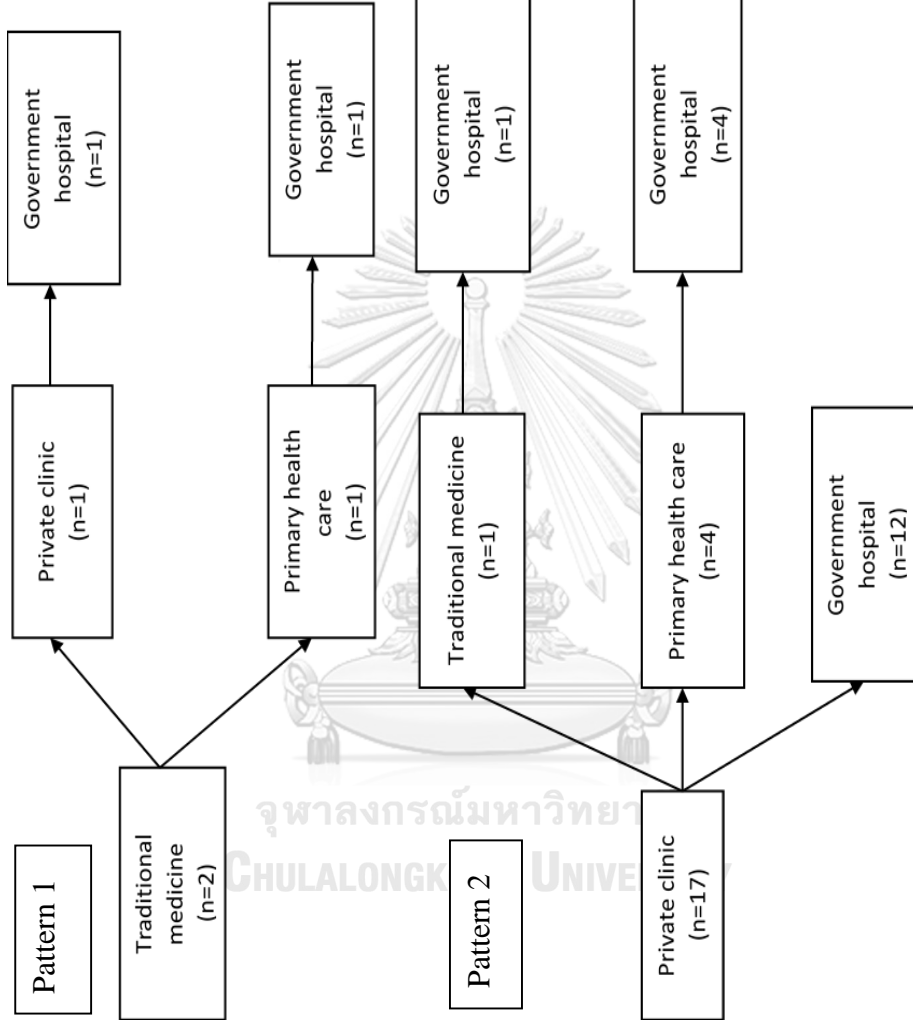 Pattern 1
Traditional
medicine
(n=2)
Private clinic
(n=1)
Government
hospital
(n=1)
Primary health
care
(n=1)
Government
hospital
(n=1)
Pattern 2
Private clinic
(n=17)
Traditional medicine
(n=1)
Government
hospital
(n=1)
Primary health care
(n=4)
Government
hospital
(n=4)
Government
hospital
(n=12)
จุฬาลงกรณ์มหาวิทยา
CHULALONGK UNIVE Y